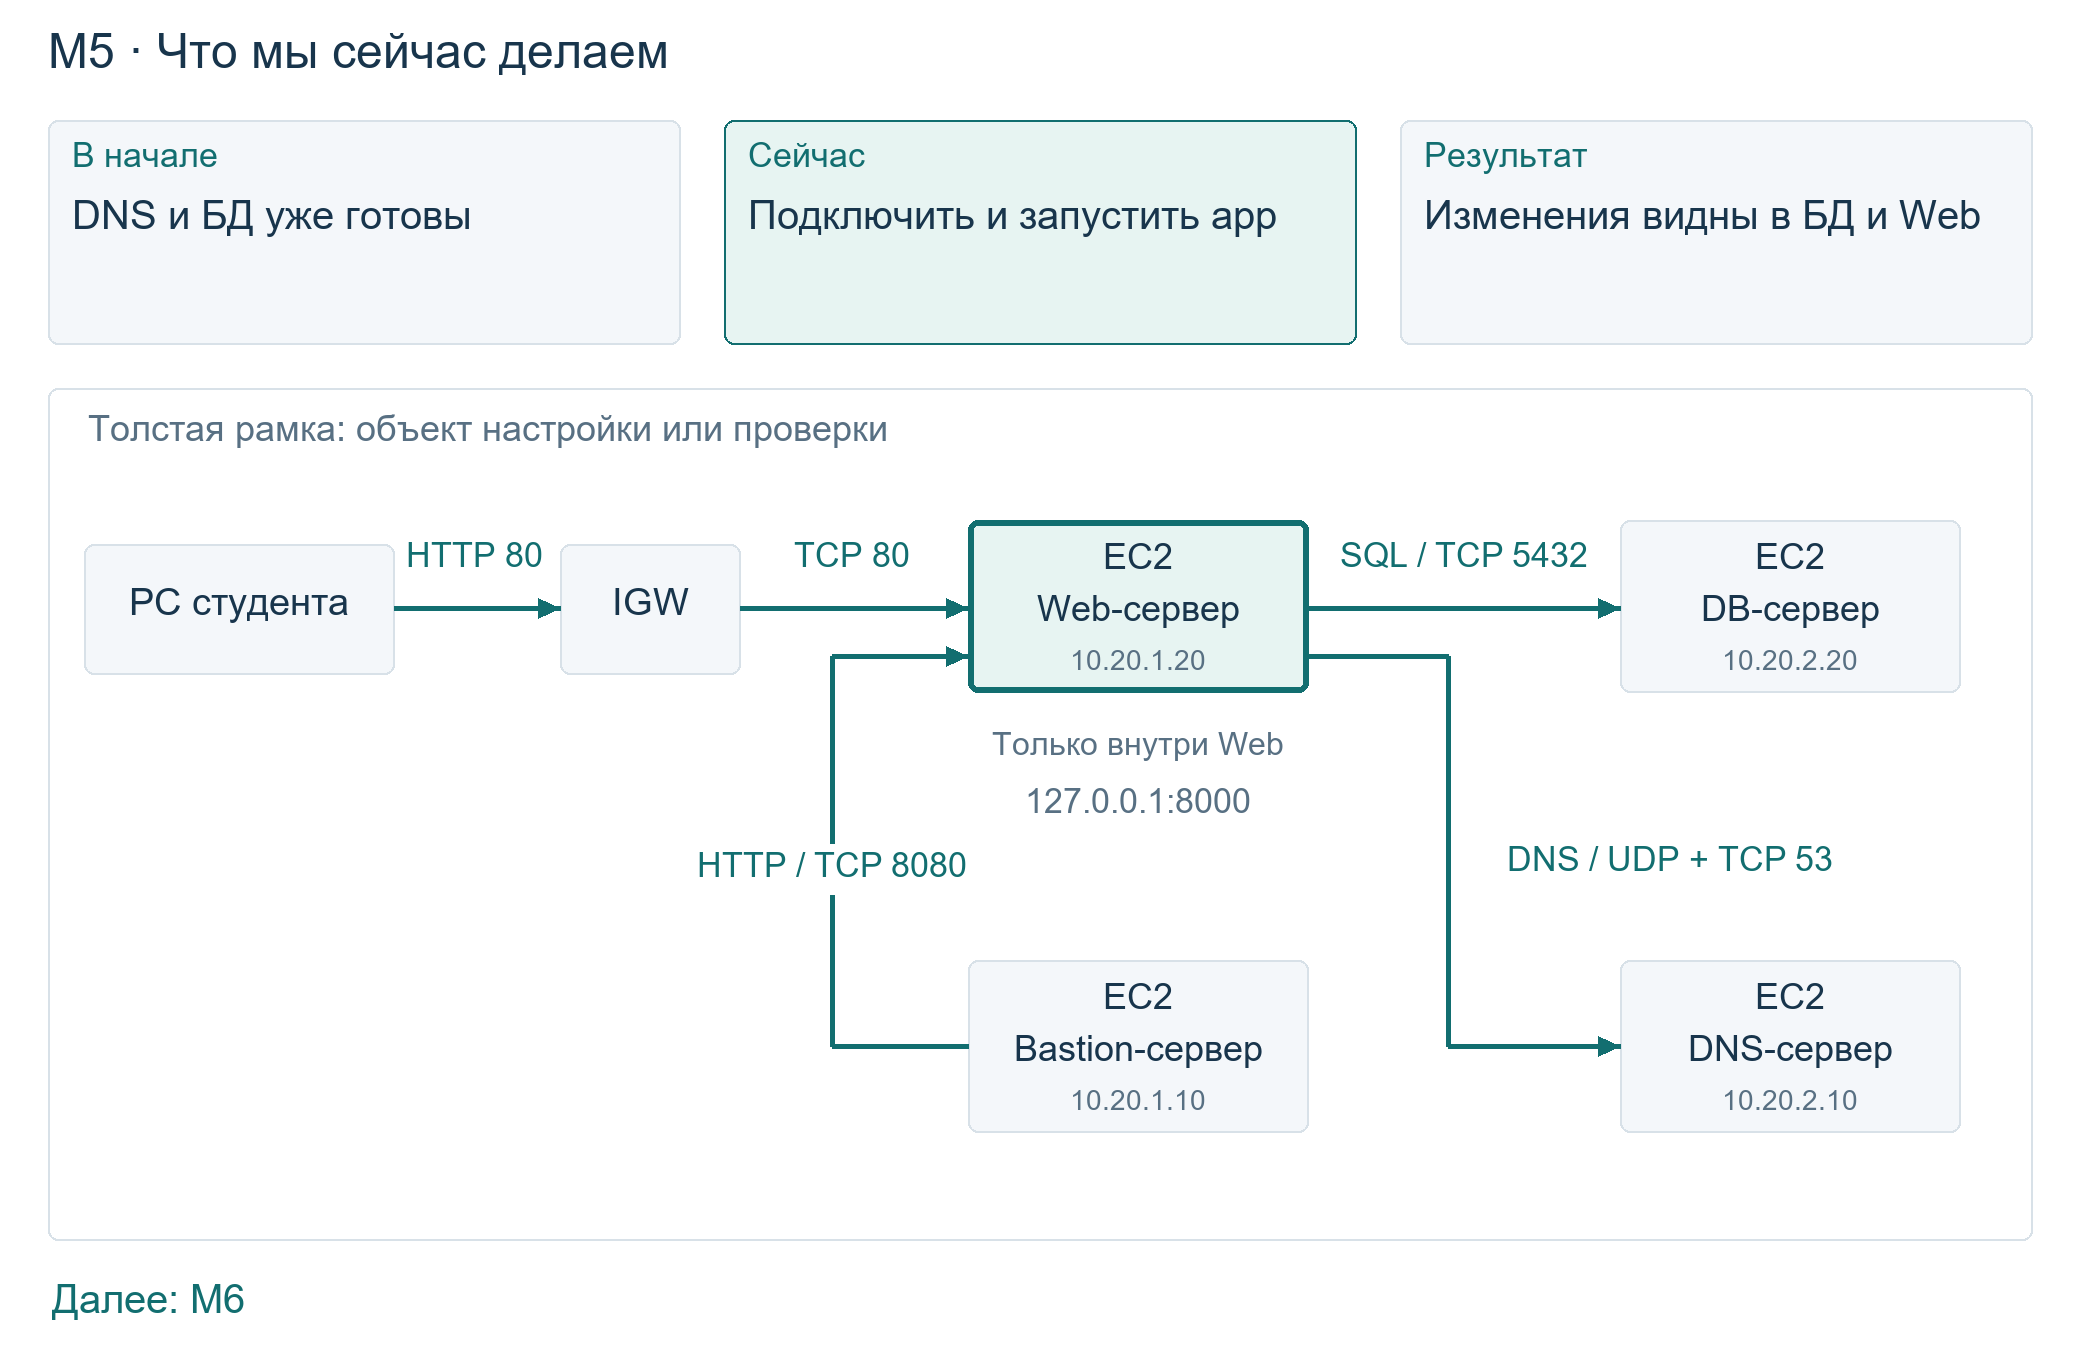 M5 · Что мы сейчас делаем
В начале
DNS и БД уже готовы
Сейчас
Подключить и запустить app
Результат
Изменения видны в БД и Web
Толстая рамка: объект настройки или проверки
PC студента
HTTP 80
IGW
TCP 80
EC2
Web-сервер
10.20.1.20
SQL / TCP 5432
EC2
DB-сервер
10.20.2.20
Только внутри Web
127.0.0.1:8000
HTTP / TCP 8080
DNS / UDP + TCP 53
EC2
Bastion-сервер
10.20.1.10
EC2
DNS-сервер
10.20.2.10
Далее: M6